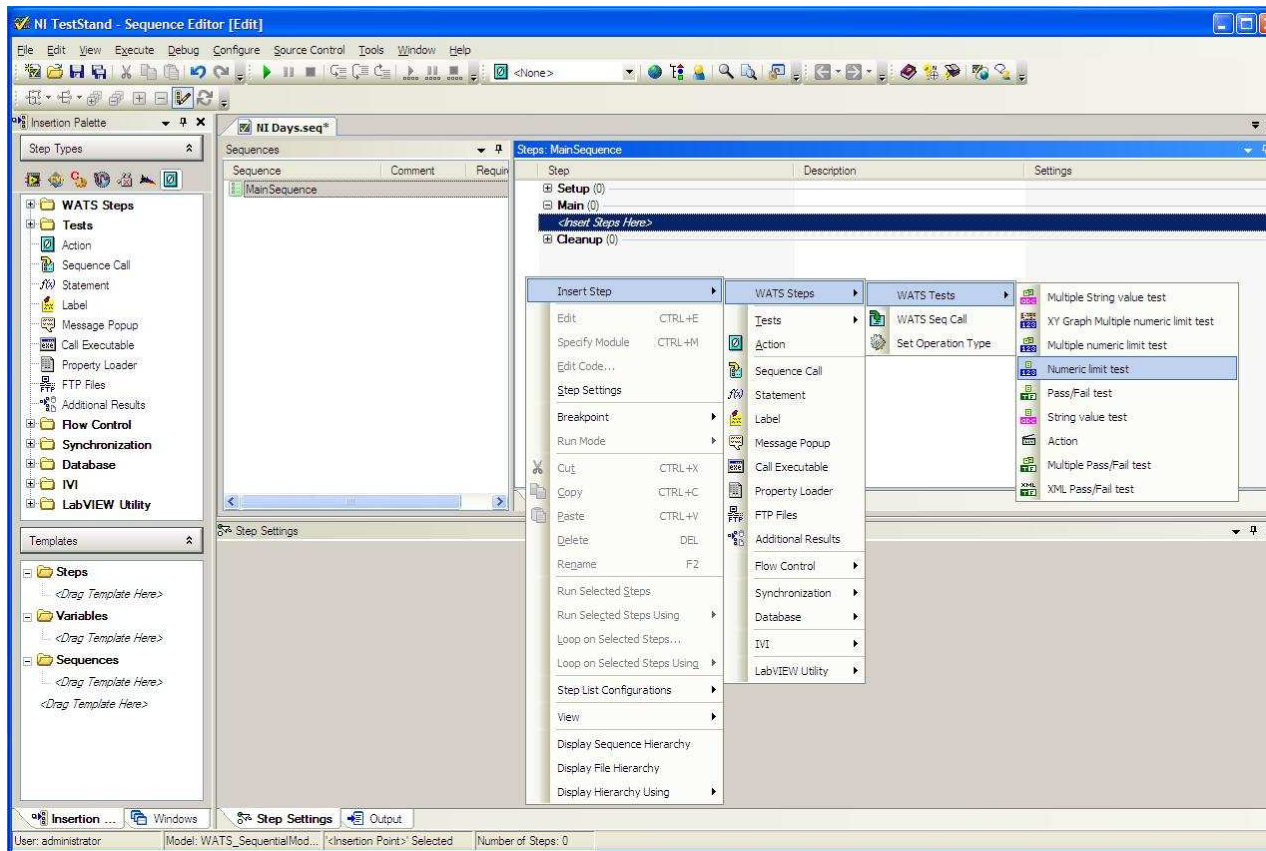 NI TestStand - Sequence Editor [Edit]
File Edit View Execute Debug Configure Source Control Tools Window Help
<None>
Insertion Palette
Step Types
WATS Steps
Tests
Action
Sequence Call
Statement
Label
Message Popup
Call Executable
Property Loader
FTP Files
Additional Results
Flow Control
Synchronization
Database
IVI
LabVIEW Utility
Templates
Steps
<Drag Template Here>
Variables
<Drag Template Here>
Sequences
<Drag Template Here>
<Drag Template Here>
Insertion ... Windows
NI Days.seq*
Sequences
Sequence Comment Requir
MainSequence
Steps: MainSequence
Step Description Settings
Setup (0)
Main (0)
<Insert Steps Here>
Cleanup (0)
Insert Step
Edit CTRL+E
Specify Module CTRL+M
Edit Code...
Step Settings
Breakpoint
Run Mode
Cut CTRL+X
Copy CTRL+C
Paste CTRL+V
Delete DEL
Rename F2
Run Selected Steps
Run Selected Steps Using
Loop on Selected Steps...
Loop on Selected Steps Using
Step List Configurations
View
Display Sequence Hierarchy
Display File Hierarchy
Display Hierarchy Using
WATS Steps
Tests
Action
Sequence Call
Statement
Label
Message Popup
Call Executable
Property Loader
FTP Files
Additional Results
Flow Control
Synchronization
Database
IVI
LabVIEW Utility
WATS Tests
WATS Seq Call
Set Operation Type
Multiple String value test
XY Graph Multiple numeric limit test
Multiple numeric limit test
Numeric limit test
Pass/Fail test
String value test
Action
Multiple Pass/Fail test
XML Pass/Fail test
Step Settings
Step Settings Output
User: administrator Model: WATS_SequentialMod... '<Insertion Point>' Selected Number of Steps: 0